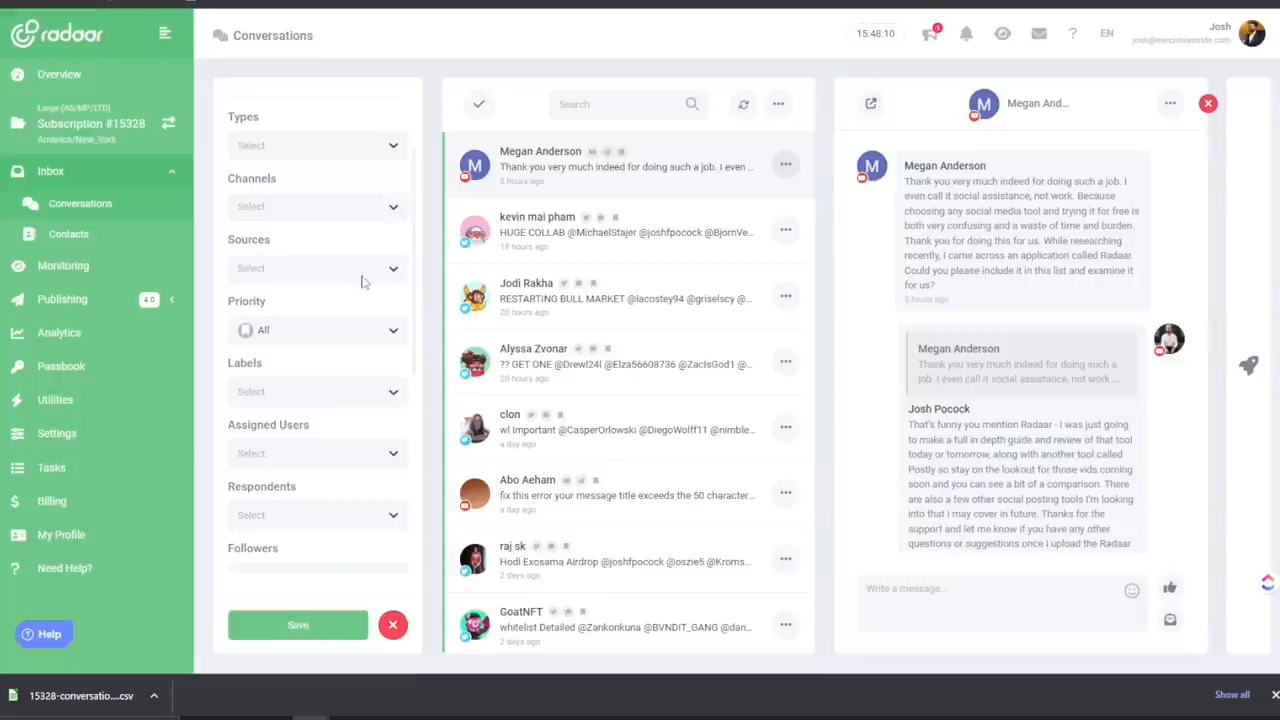 radaar
Overview
Large (AS/MP/LTD)
Subscription #15328
America/New_York
Inbox
Conversations
Contacts
Monitoring
Publishing 4.0
Analytics
Passbook
Utilities
Settings
Tasks
Billing
My Profile
Need Help?
Help
Conversations
15:48:10
EN
Josh
Types
Select
Channels
Select
Sources
Select
Priority
All
Labels
Select
Assigned Users
Select
Respondents
Select
Followers
Save
Search
M
Megan Anderson
Thank you very much indeed for doing such a job. I even ...
5 hours ago
kevin mai pham
HUGE COLLAB @MichaelStajer @joshfpocock @BjornVe...
18 hours ago
Jodi Rakha
RESTARTING BULL MARKET @lacostey94 @griselscy @...
20 hours ago
Alyssa Zvonar
?? GET ONE @Drewl24l @Elza56608736 @ZacIsGod1 @...
20 hours ago
clon
wl Important @CasperOrlowski @DiegoWolff11 @nimble...
a day ago
Abo Aeham
fix this error your message title exceeds the 50 character...
a day ago
raj sk
Hodl Exosama Airdrop @joshfpocock @oszie5 @Kroms...
2 days ago
GoatNFT
whitelist Detailed @Zankonkuna @BVNDIT_GANG @dan...
2 days ago
M
Megan And...
M
Megan Anderson
Thank you very much indeed for doing such a job. I
even call it social assistance, not work. Because
choosing any social media tool and trying it for free is
both very confusing and a waste of time and burden.
Thank you for doing this for us. While researching
recently, I came across an application called Radaar.
Could you please include it in this list and examine it
for us?
5 hours ago
Megan Anderson
Thank you very much indeed for doing such a
job. I even call it social assistance, not work....
Josh Pocock
That's funny you mention Radaar - I was just going
to make a full in depth guide and review of that tool
today or tomorrow, along with another tool called
Postly so stay on the lookout for those vids coming
soon and you can see a bit of a comparison. There
are also a few other social posting tools I'm looking
into that I may cover in future. Thanks for the
support and let me know if you have any other
questions or suggestions once I upload the Radaar
Write a message...
15328-conversatio....csv
Show all